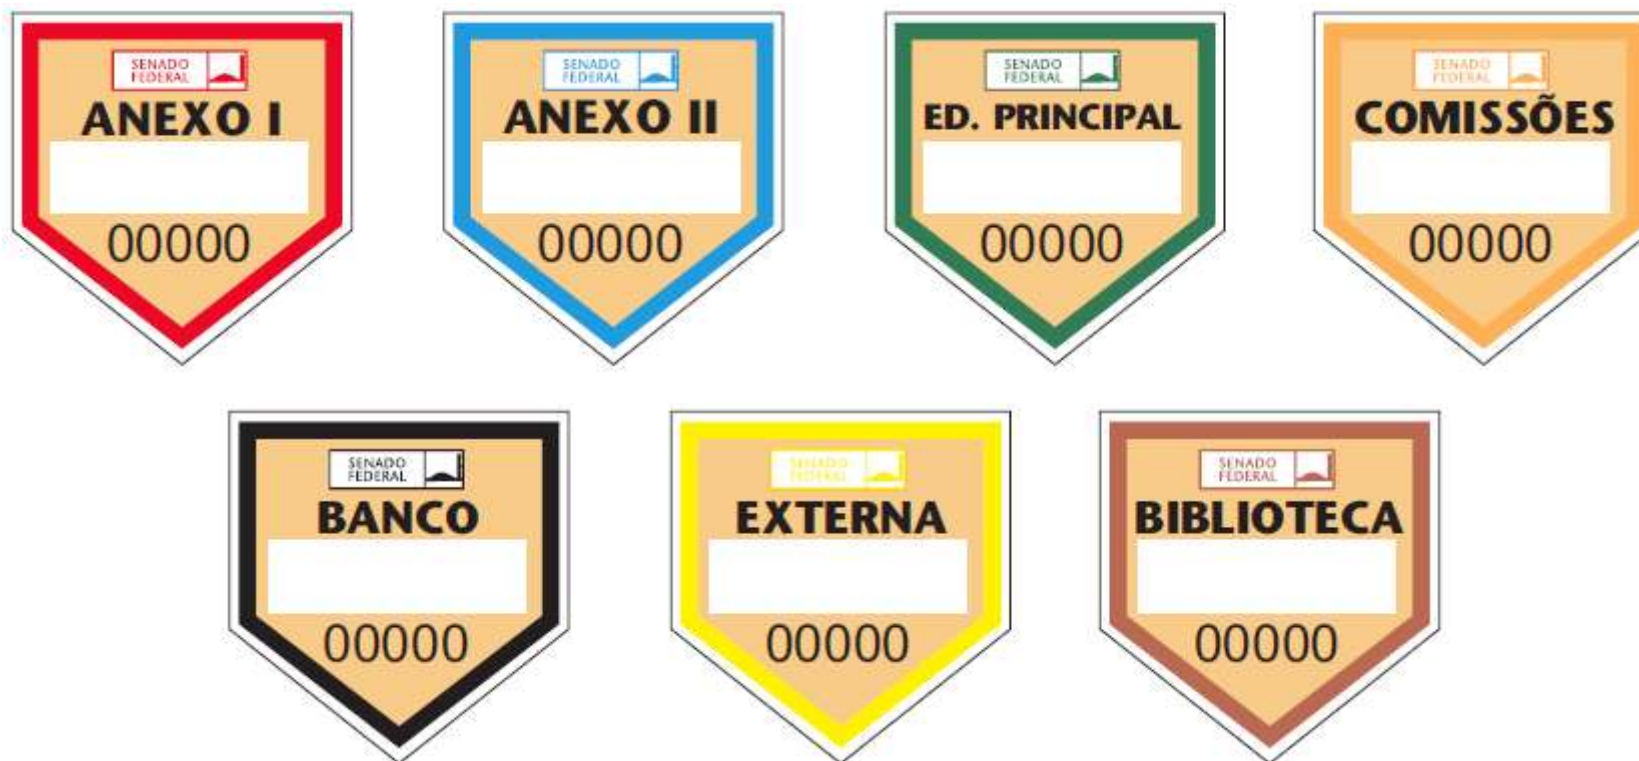 SENADO
FEDERAL
ANEXO I
00000
SENADO
FEDERAL
ANEXO II
00000
SENADO
FEDERAL
ED. PRINCIPAL
00000
SENADO
FEDERAL
COMISSÕES
00000
SENADO
FEDERAL
BANCO
00000
SENADO
FEDERAL
EXTERNA
00000
SENADO
FEDERAL
BIBLIOTECA
00000